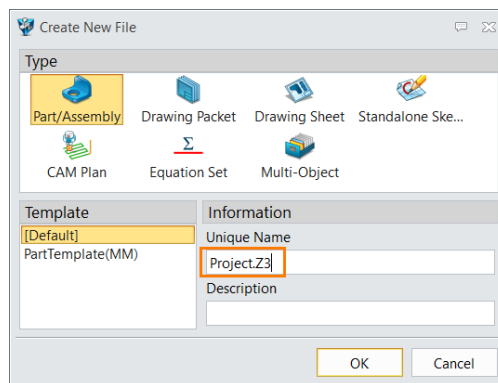 Create New File
Type
Part/Assembly Drawing Packet Drawing Sheet Standalone Ske...
CAM Plan Equation Set Multi-Object
Template Information
[Default] Unique Name
PartTemplate(MM) Project.Z3
Description
OK Cancel